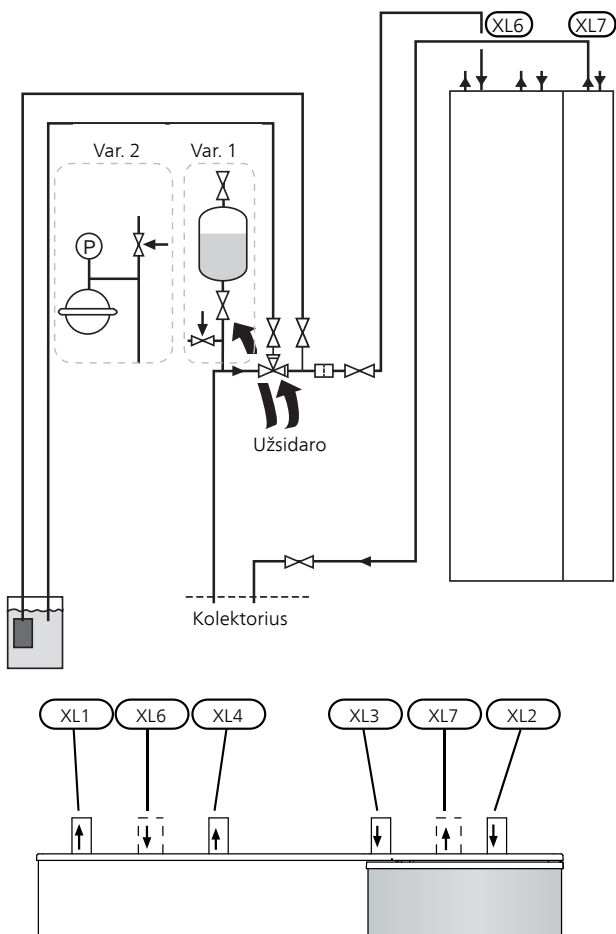 XL6 XL7
Var. 2 Var. 1
P
Užsidaro
Kolektorius
XL1 XL6 XL4 XL3 XL7 XL2